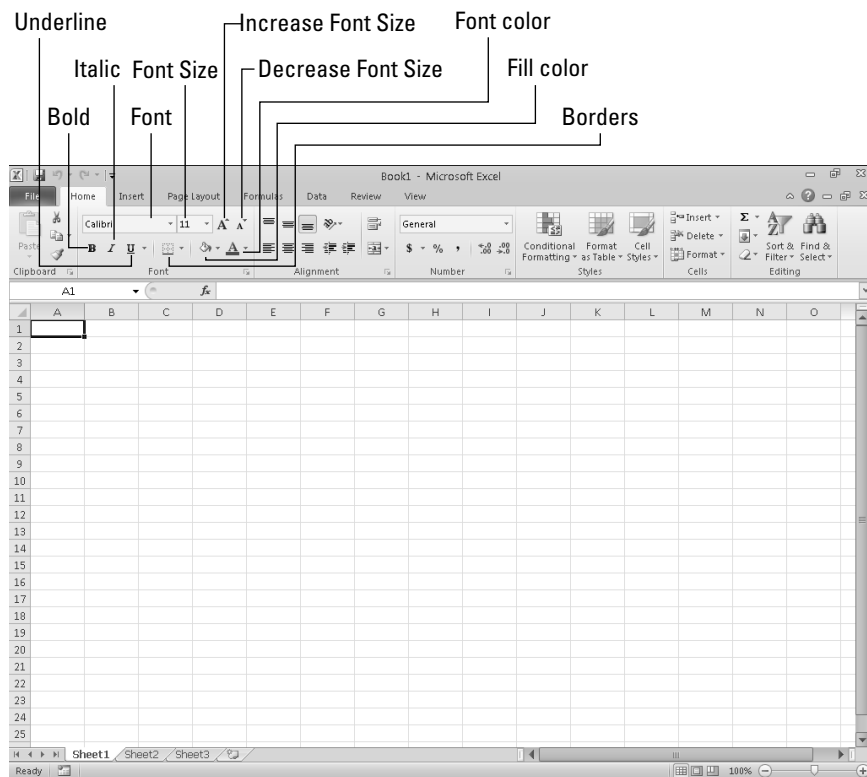 Underline Increase Font Size Font color
Italic Font Size Decrease Font Size Fill color
Bold Font Borders
Book1 - Microsoft Excel
File Home Insert Page Layout Formulas Data Review View
Calibri 11 General Insert Σ
Paste B I U A $ % , .00 .00 Conditional Format Cell Delete Sort & Find &
Formatting as Table Styles Format Filter Select
Clipboard Font Alignment Number Styles Cells Editing
A1 fx
A B C D E F G H I J K L M N O
1
2
3
4
5
6
7
8
9
10
11
12
13
14
15
16
17
18
19
20
21
22
23
24
25
Sheet1 Sheet2 Sheet3
Ready 100%